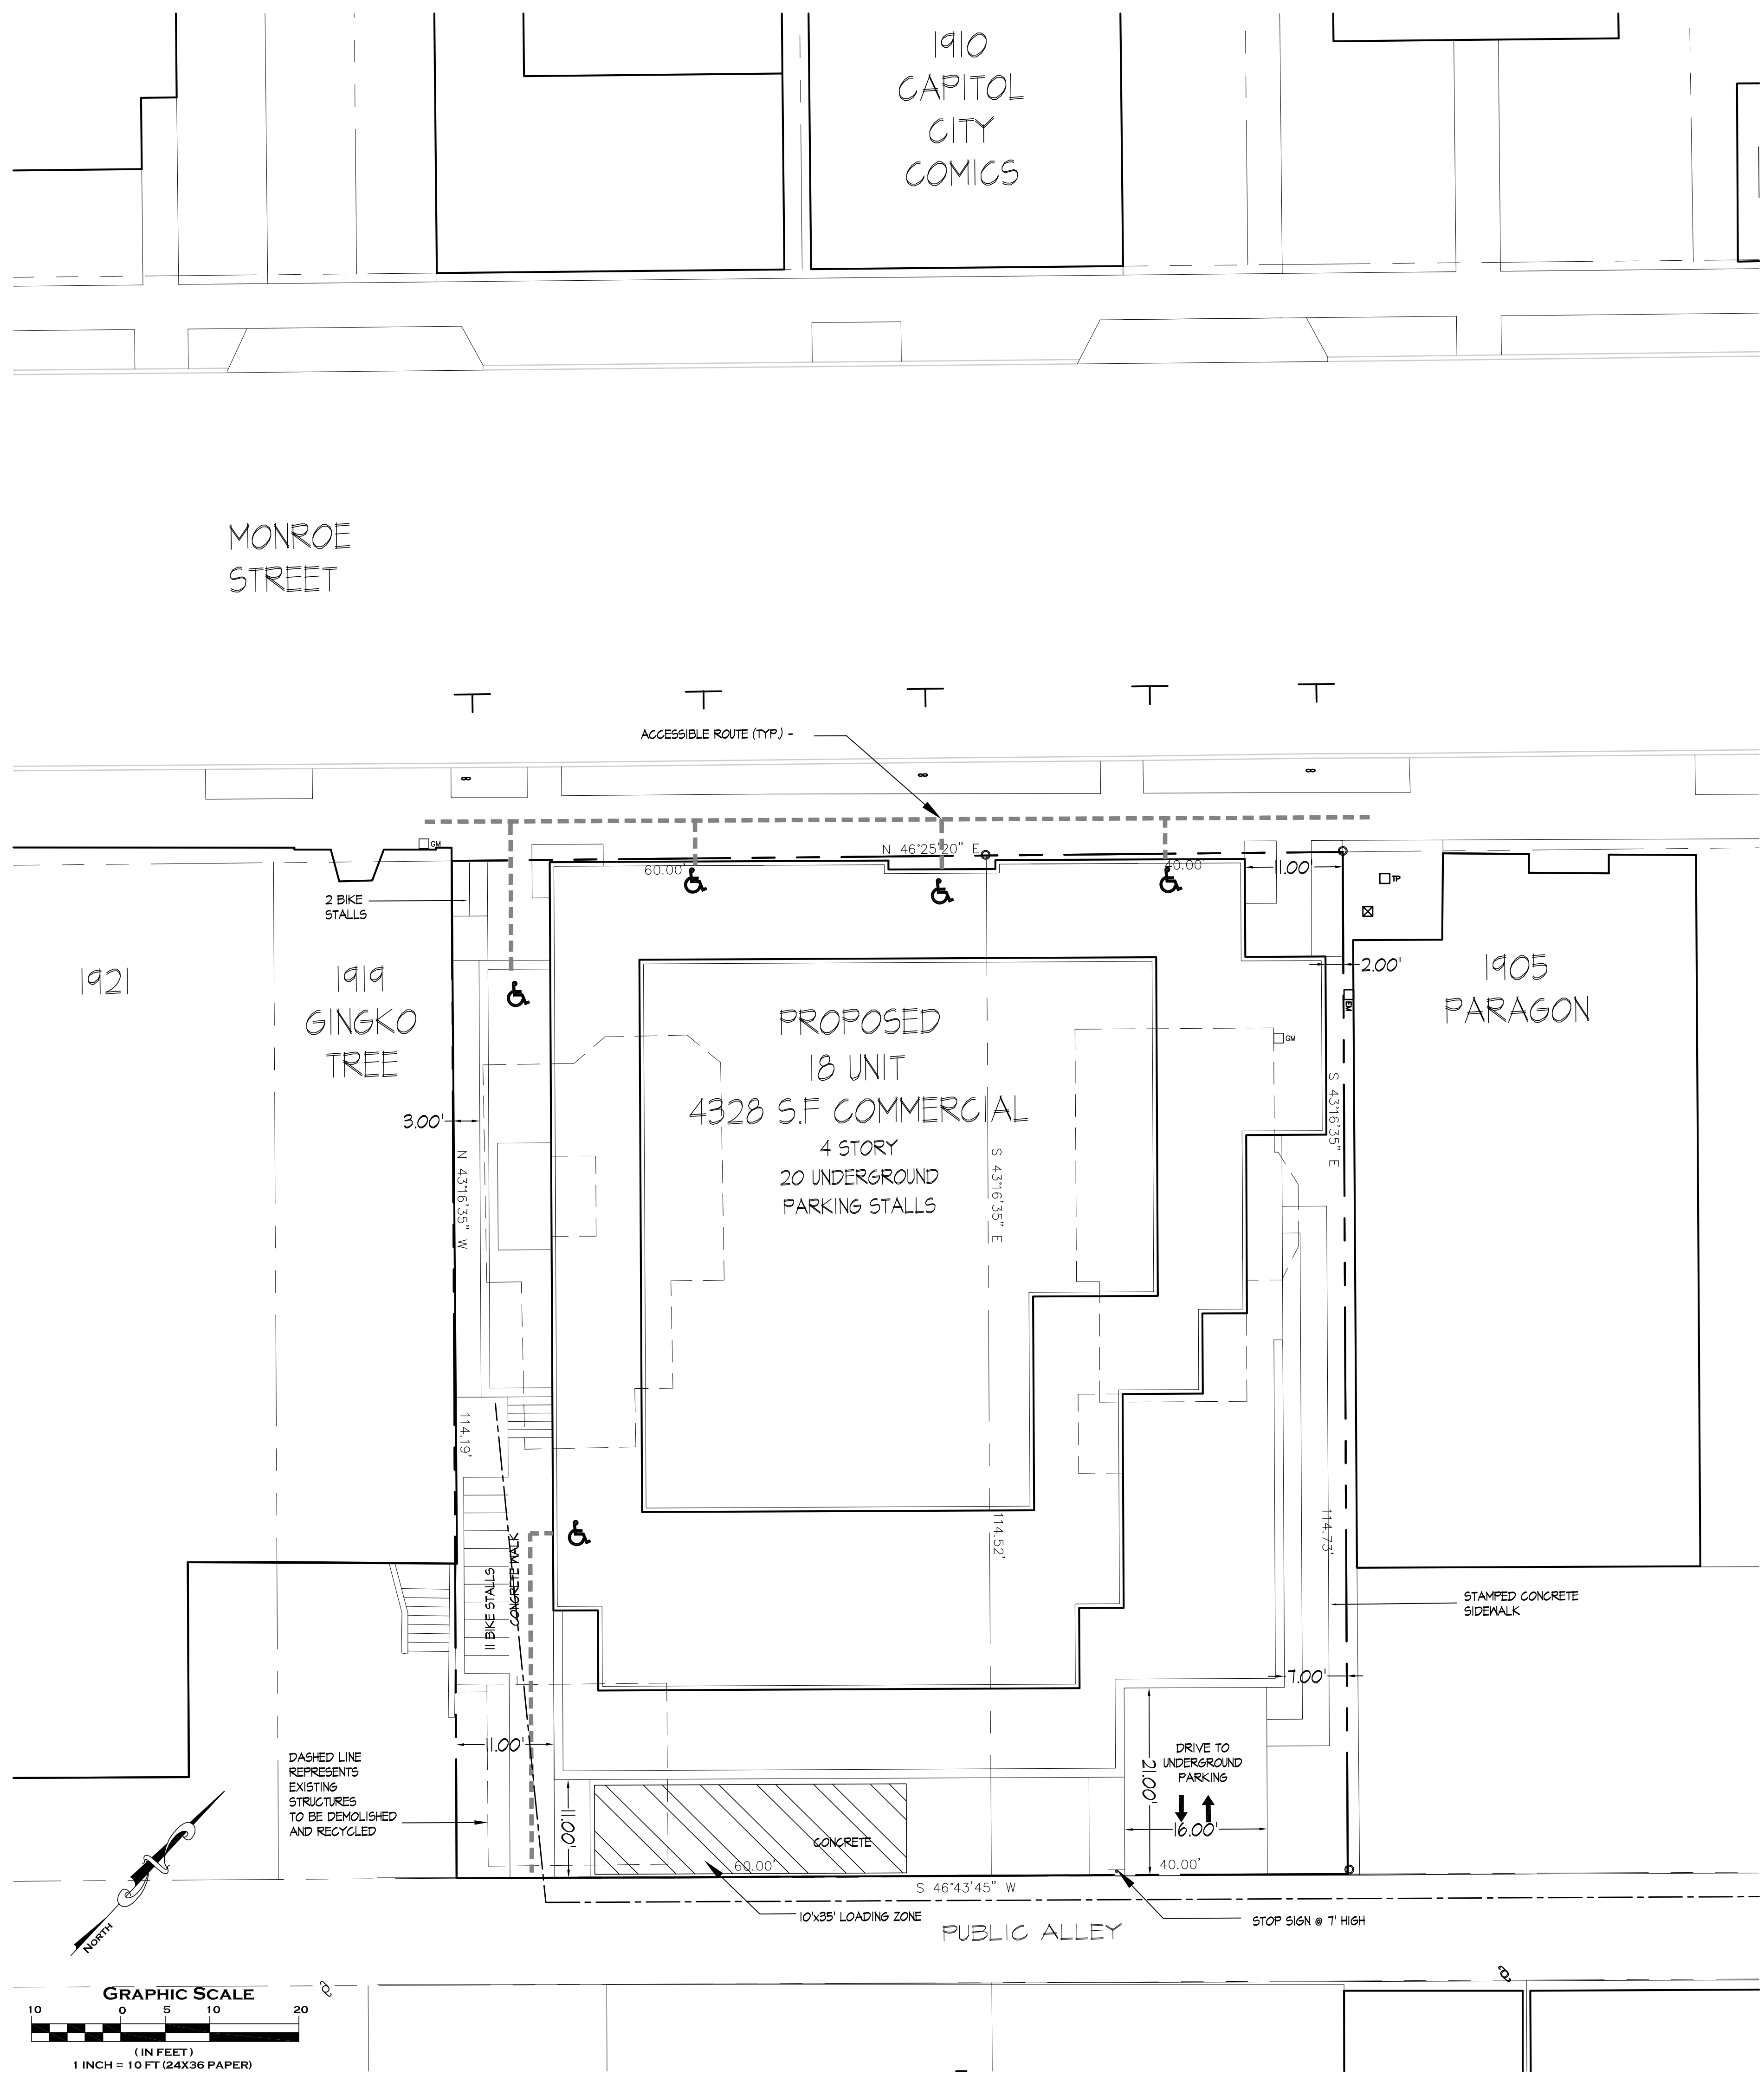 1910
CAPITOL
CITY
COMICS
MONROE
STREET
ACCESSIBLE ROUTE (TYP.) -
GM
N 46°25'20" E
60.00'
40.00'
11.00'
TP
2 BIKE
STALLS
2.00'
EM
1921
1919
GINGKO
TREE
1905
PARAGON
PROPOSED
18 UNIT
4328 S.F COMMERCIAL
4 STORY
20 UNDERGROUND
PARKING STALLS
GM
3.00'
N 43°16'35" W
S 43°16'35" E
S 43°16'35" E
114.19'
114.52'
114.73'
11 BIKE STALLS
CONCRETE WALK
STAMPED CONCRETE
SIDEWALK
7.00'
11.00'
DASHED LINE
REPRESENTS
EXISTING
STRUCTURES
TO BE DEMOLISHED
AND RECYCLED
DRIVE TO
UNDERGROUND
PARKING
21.00'
16.00'
11.00'
CONCRETE
60.00'
40.00'
S 46°43'45" W
10'x35' LOADING ZONE
STOP SIGN @ 7' HIGH
PUBLIC ALLEY
NORTH
GRAPHIC SCALE
10 0 5 10 20
( IN FEET )
1 INCH = 10 FT (24X36 PAPER)